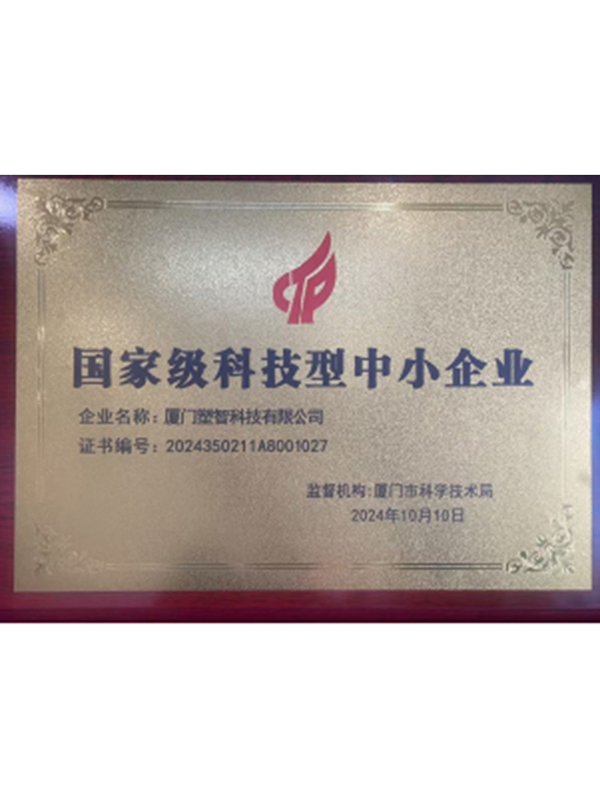 国家级科技型中小企业
企业名称：厦门塑智科技有限公司
证书编号：2024350211A8001027
监督机构:厦门市科学技术局
2024年10月10日